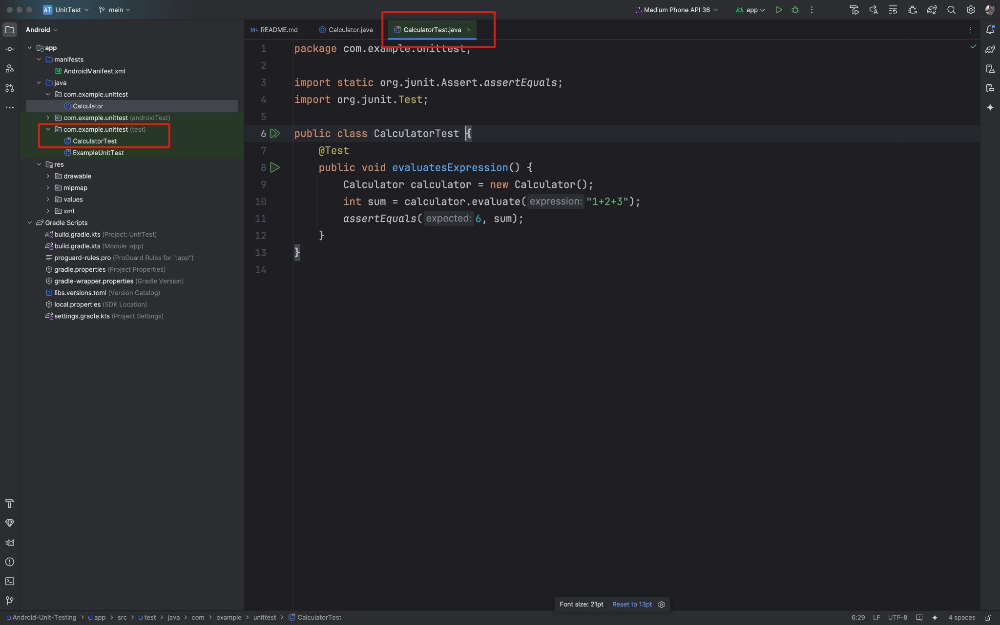 AT UnitTest main Medium Phone API 36 app
Android
app
manifests
AndroidManifest.xml
java
com.example.unittest
Calculator
com.example.unittest (androidTest)
com.example.unittest (test)
CalculatorTest
ExampleUnitTest
res
drawable
mipmap
values
xml
Gradle Scripts
build.gradle.kts (Project: UnitTest)
build.gradle.kts (Module :app)
proguard-rules.pro (ProGuard Rules for ":app")
gradle.properties (Project Properties)
gradle-wrapper.properties (Gradle Version)
libs.versions.toml (Version Catalog)
local.properties (SDK Location)
settings.gradle.kts (Project Settings)
M↓ README.md Calculator.java CalculatorTest.java
1 package com.example.unittest;
2
3 import static org.junit.Assert.assertEquals;
4 import org.junit.Test;
5
6 public class CalculatorTest {
7 @Test
8 public void evaluatesExpression() {
9 Calculator calculator = new Calculator();
10 int sum = calculator.evaluate( expression: "1+2+3");
11 assertEquals( expected: 6, sum);
12 }
13 }
14
Font size: 21pt Reset to 13pt
Android-Unit-Testing > app > src > test > java > com > example > unittest > CalculatorTest 6:29 LF UTF-8 4 spaces